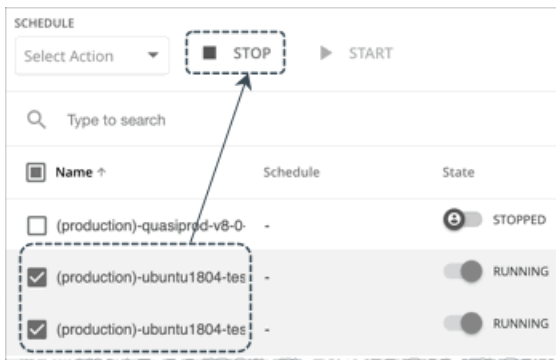 SCHEDULE
Select Action
STOP
START
Type to search
Name ↑ Schedule State
(production)-quasiprod-v8-0- - STOPPED
(production)-ubuntu1804-tes - RUNNING
(production)-ubuntu1804-tes - RUNNING